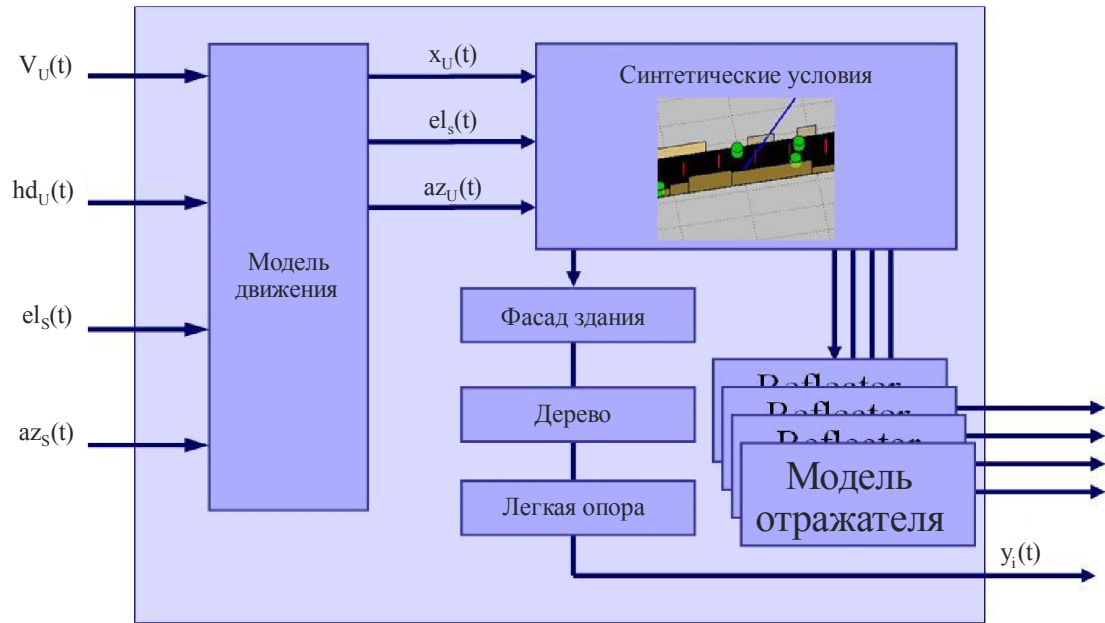 V_U(t)
hd_U(t)
el_S(t)
az_S(t)
Модель
движения
x_U(t)
el_s(t)
az_U(t)
Синтетические условия
Фасад здания
Дерево
Легкая опора
Reflector
Reflector
Reflector
Модель
отражателя
y_i(t)